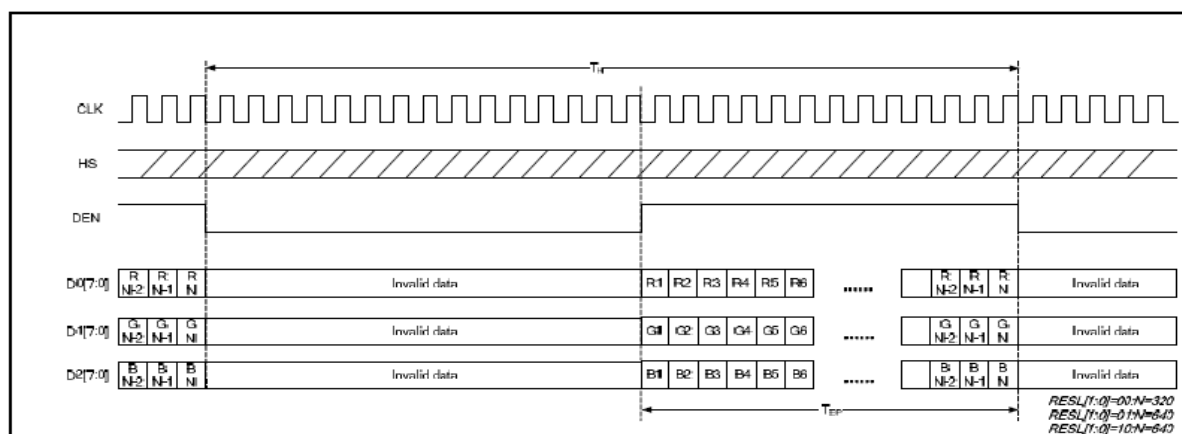 TH
CLK
HS
DEN
D0[7:0] R N-2 R N-1 R N Invalid data R1 R2 R3 R4 R5 R6 ...... R N-2 R N-1 R N Invalid data
D1[7:0] G N-2 G N-1 G N Invalid data G1 G2 G3 G4 G5 G6 ...... G N-2 G N-1 G N Invalid data
D2[7:0] B N-2 B N-1 B N Invalid data B1 B2 B3 B4 B5 B6 ...... B N-2 B N-1 B N Invalid data
TEP
RESL[1:0]=00:N=320
RESL[1:0]=01:N=640
RESL[1:0]=10:N=640